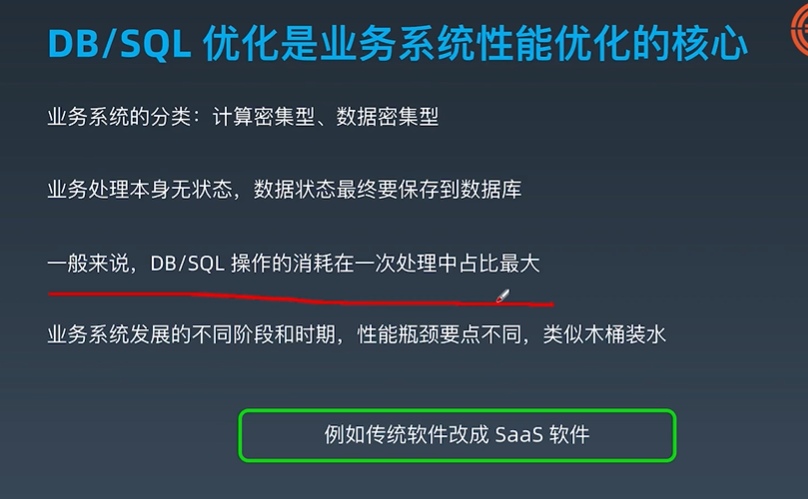 DB/SQL 优化是业务系统性能优化的核心
业务系统的分类：计算密集型、数据密集型
业务处理本身无状态，数据状态最终要保存到数据库
一般来说，DB/SQL 操作的消耗在一次处理中占比最大
业务系统发展的不同阶段和时期，性能瓶颈要点不同，类似木桶装水
例如传统软件改成 SaaS 软件